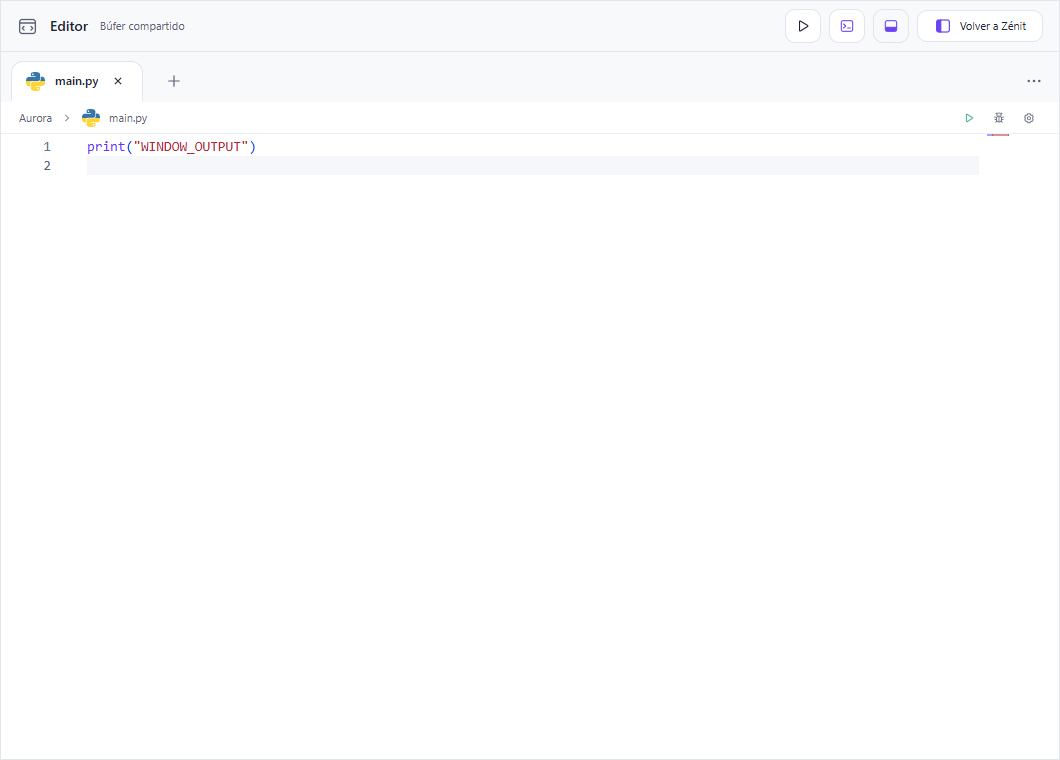 Editor Búfer compartido Volver a Zénit
main.py
Aurora main.py
1 print("WINDOW_OUTPUT")
2